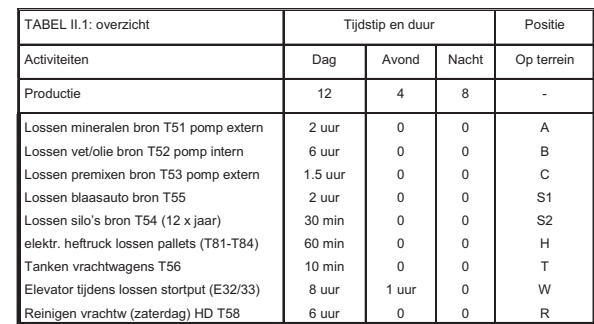 TABEL II.1: overzicht Tijdstip en duur Positie
Activiteiten Dag Avond Nacht Op terrein
Productie 12 4 8 -
Lossen mineralen bron T51 pomp extern 2 uur 0 0 A
Lossen vet/olie bron T52 pomp intern 6 uur 0 0 B
Lossen premixen bron T53 pomp extern 1.5 uur 0 0 C
Lossen blaasauto bron T55 2 uur 0 0 S1
Lossen silo's bron T54 (12 x jaar) 30 min 0 0 S2
elektr. heftruck lossen pallets (T81-T84) 60 min 0 0 H
Tanken vrachtwagens T56 10 min 0 0 T
Elevator tijdens lossen stortput (E32/33) 8 uur 1 uur 0 W
Reinigen vrachtw (zaterdag) HD T58 6 uur 0 0 R